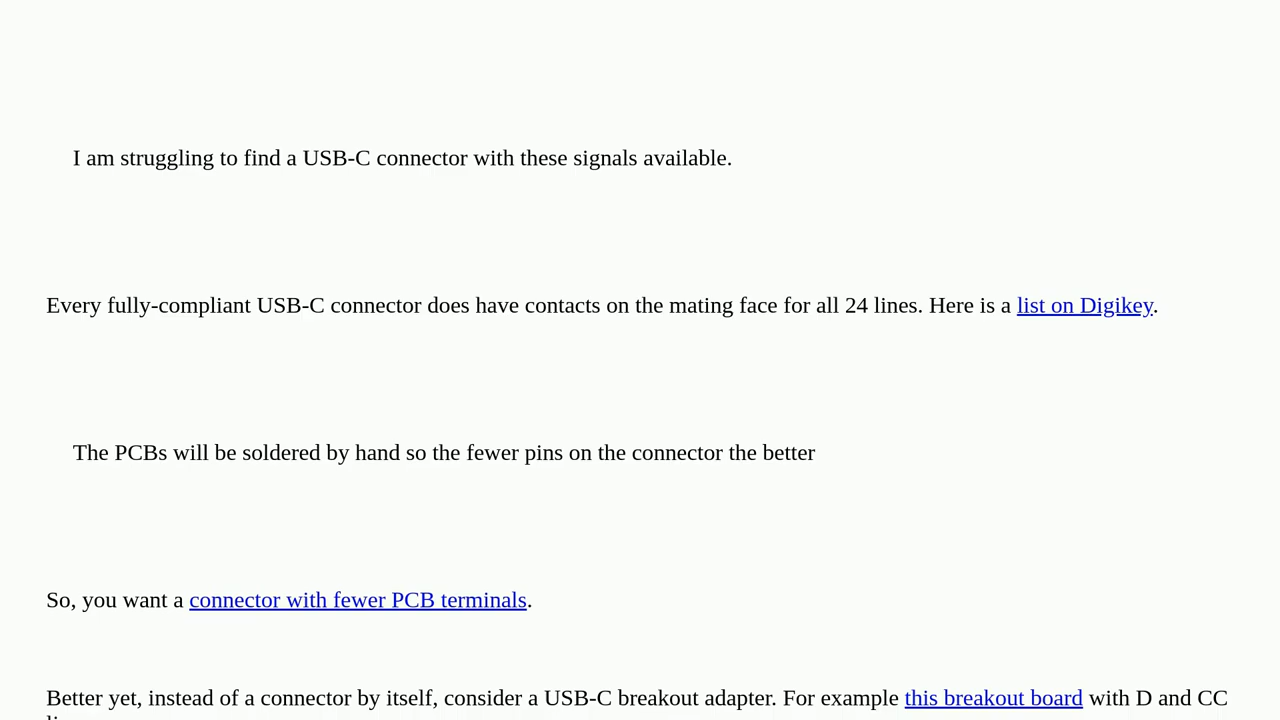 I am struggling to find a USB-C connector with these signals available.
Every fully-compliant USB-C connector does have contacts on the mating face for all 24 lines. Here is a list on Digikey.
The PCBs will be soldered by hand so the fewer pins on the connector the better
So, you want a connector with fewer PCB terminals.
Better yet, instead of a connector by itself, consider a USB-C breakout adapter. For example this breakout board with D and CC